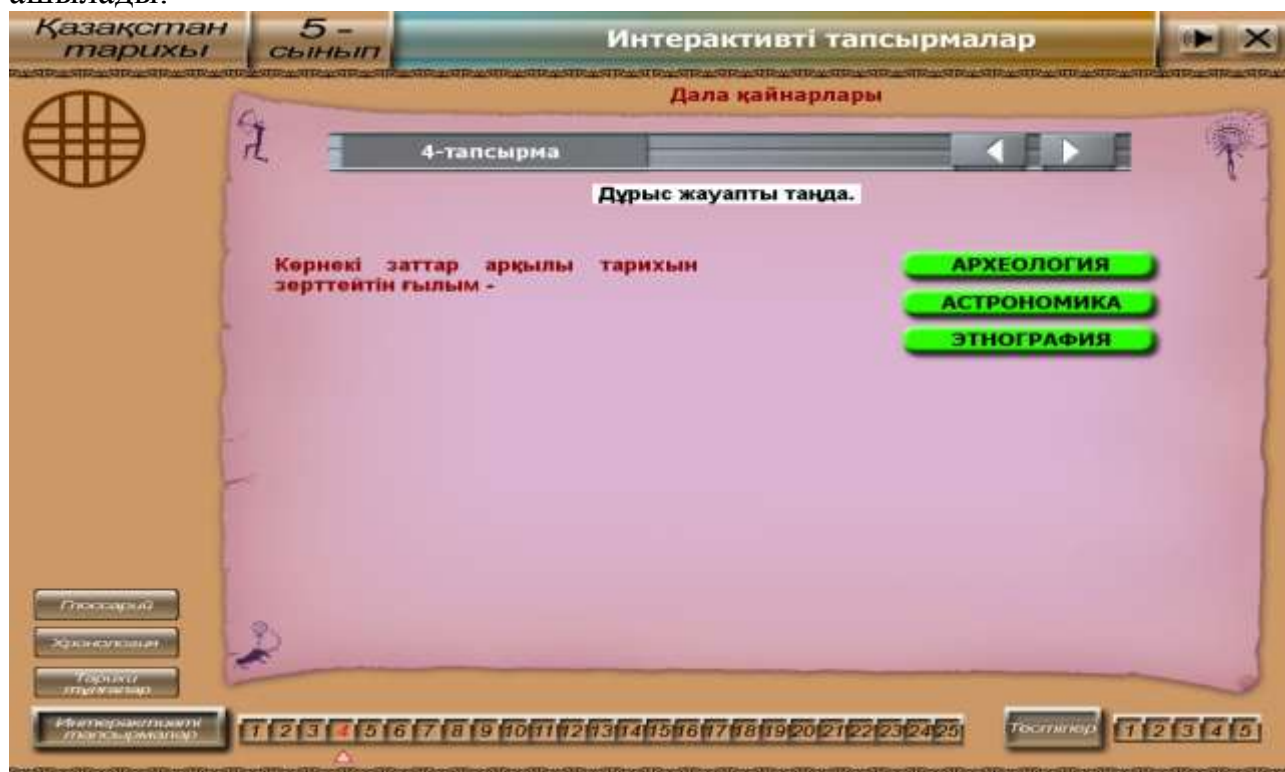 ашылады.
Қазақстан тарихы
5 - сынып
Интерактивті тапсырмалар
Дала қайнарлары
4-тапсырма
Дұрыс жауапты таңда.
Көрнекі заттар арқылы тарихын
зерттейтін ғылым -
АРХЕОЛОГИЯ
АСТРОНОМИКА
ЭТНОГРАФИЯ
Глоссарий
Хронология
Тарихи
тұлғалар
Интерактивті
тапсырмалар
1 2 3 4 5 6 7 8 9 10 11 12 13 14 15 16 17 18 19 20 21 22 23 24 25
Тестілер
1 2 3 4 5